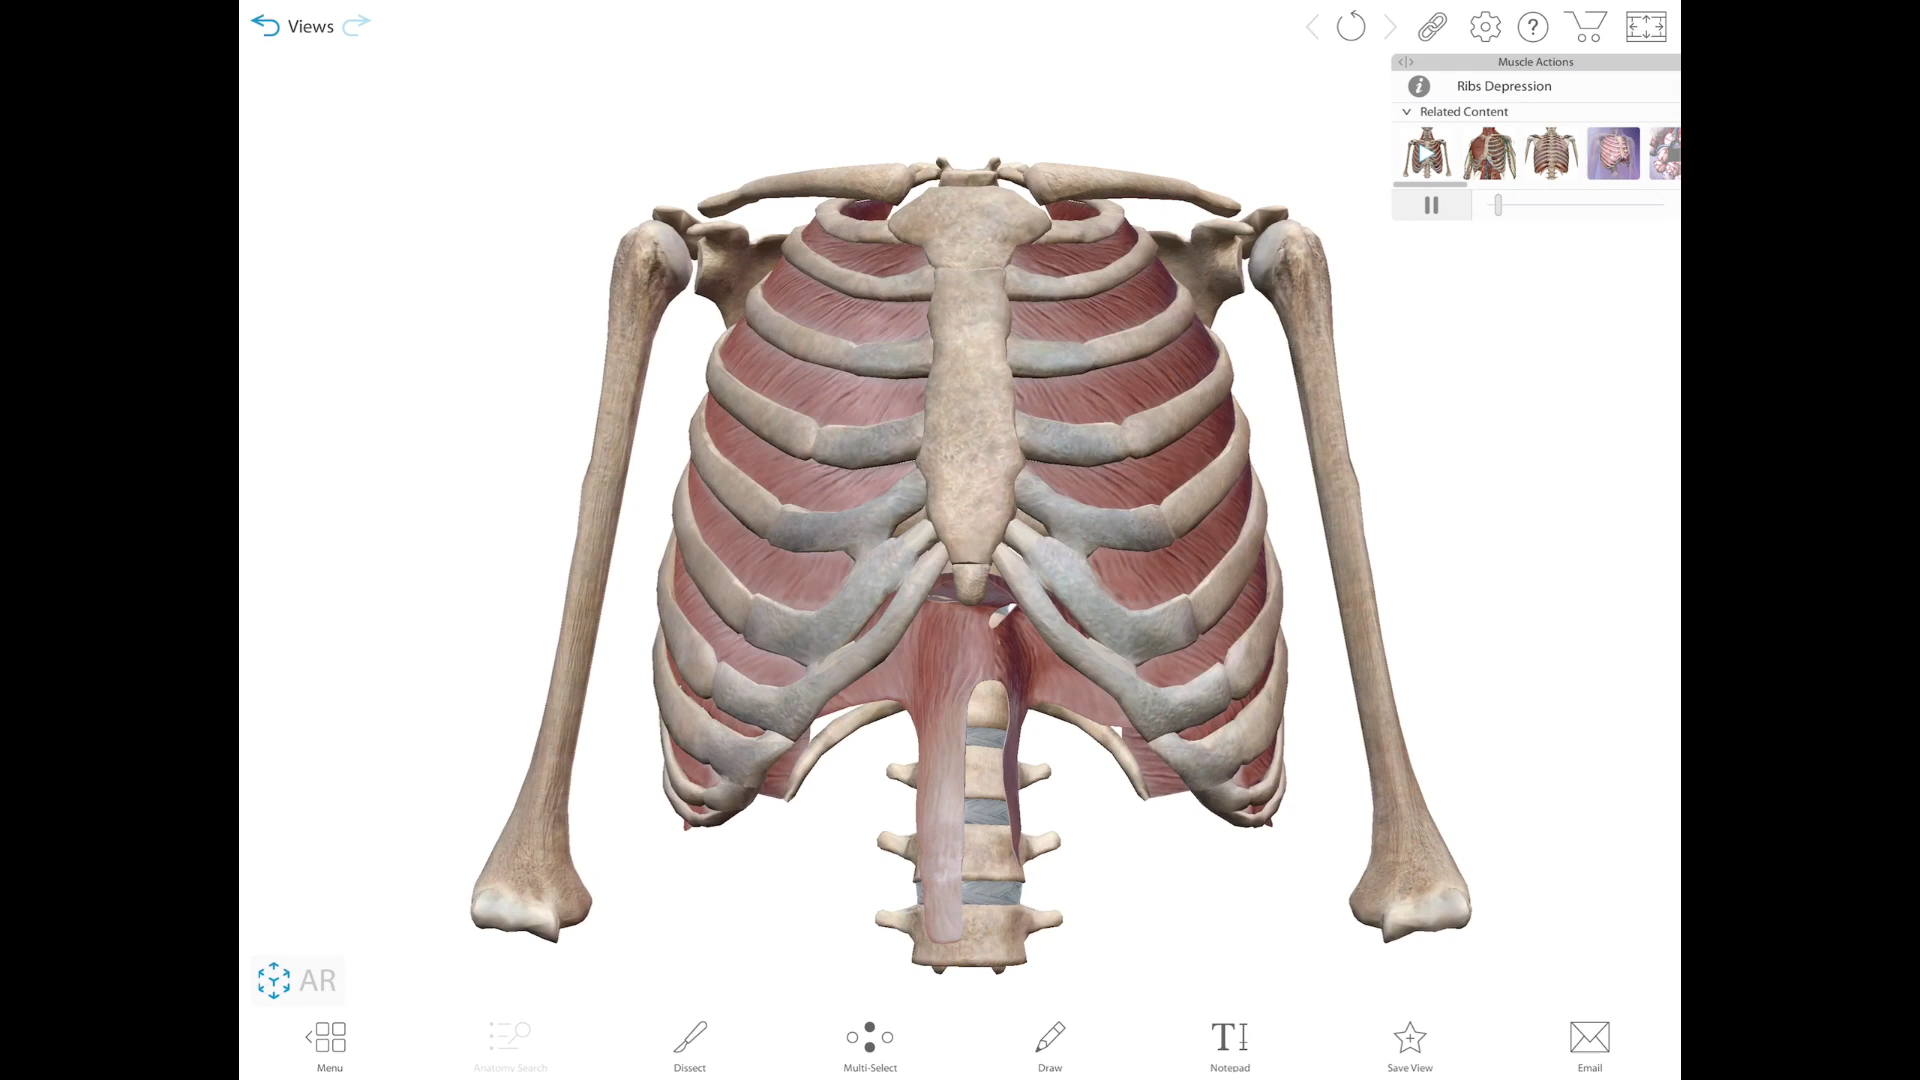 Views
Muscle Actions
Ribs Depression
Related Content
AR
Menu
Anatomy Search
Dissect
Multi-Select
Draw
Notepad
Save View
Email